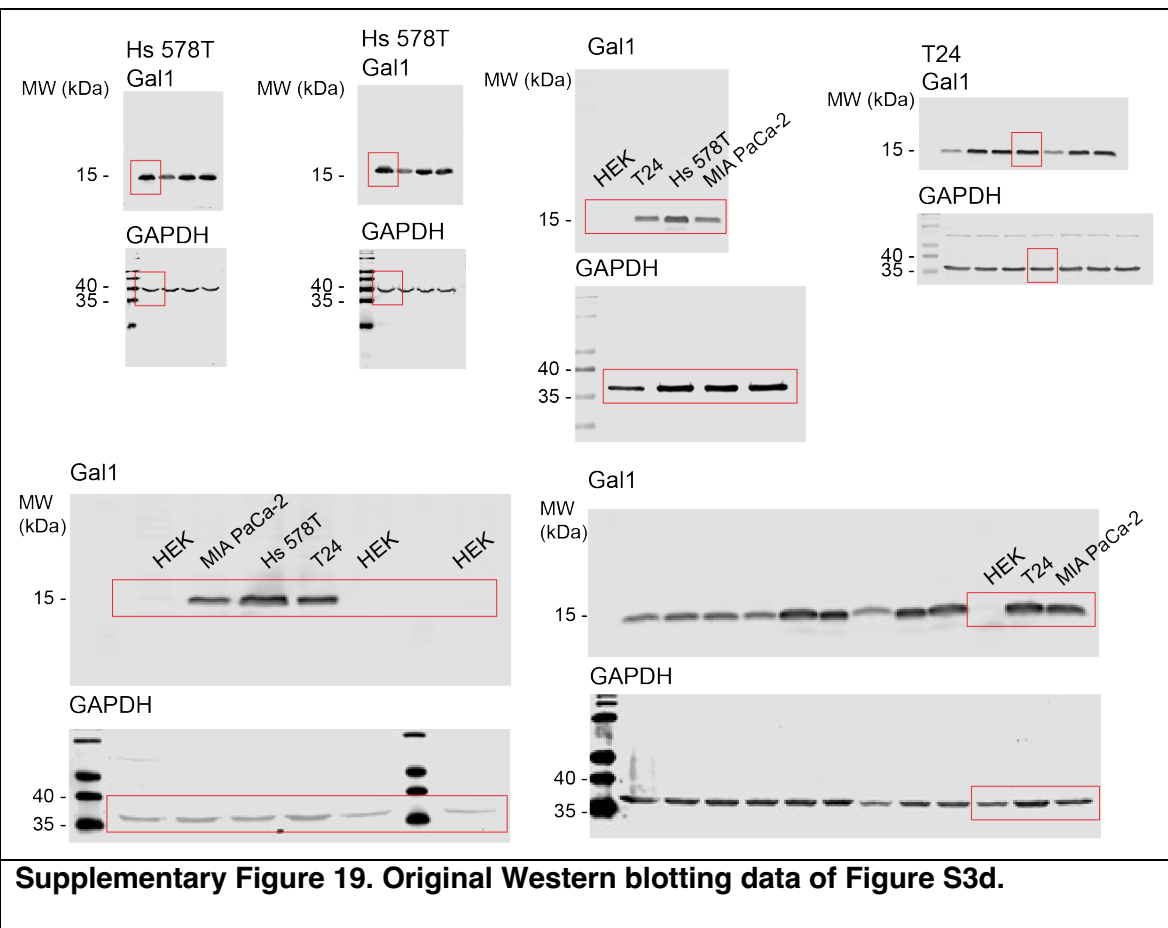 Hs 578T
Gal1
MW (kDa)
15 -
GAPDH
40 -
35 -
Hs 578T
Gal1
MW (kDa)
15 -
GAPDH
40 -
35 -
Gal1
MW (kDa)
HEK
T24
Hs 578T
MIA PaCa-2
15 -
GAPDH
40 -
35 -
T24
Gal1
MW (kDa)
15 -
GAPDH
40 -
35 -
Gal1
MW
(kDa)
HEK
MIA PaCa-2
Hs 578T
T24
HEK
HEK
15 -
GAPDH
40 -
35 -
Gal1
MW
(kDa)
HEK
T24
MIA PaCa-2
15 -
GAPDH
40 -
35 -
Supplementary Figure 19. Original Western blotting data of Figure S3d.